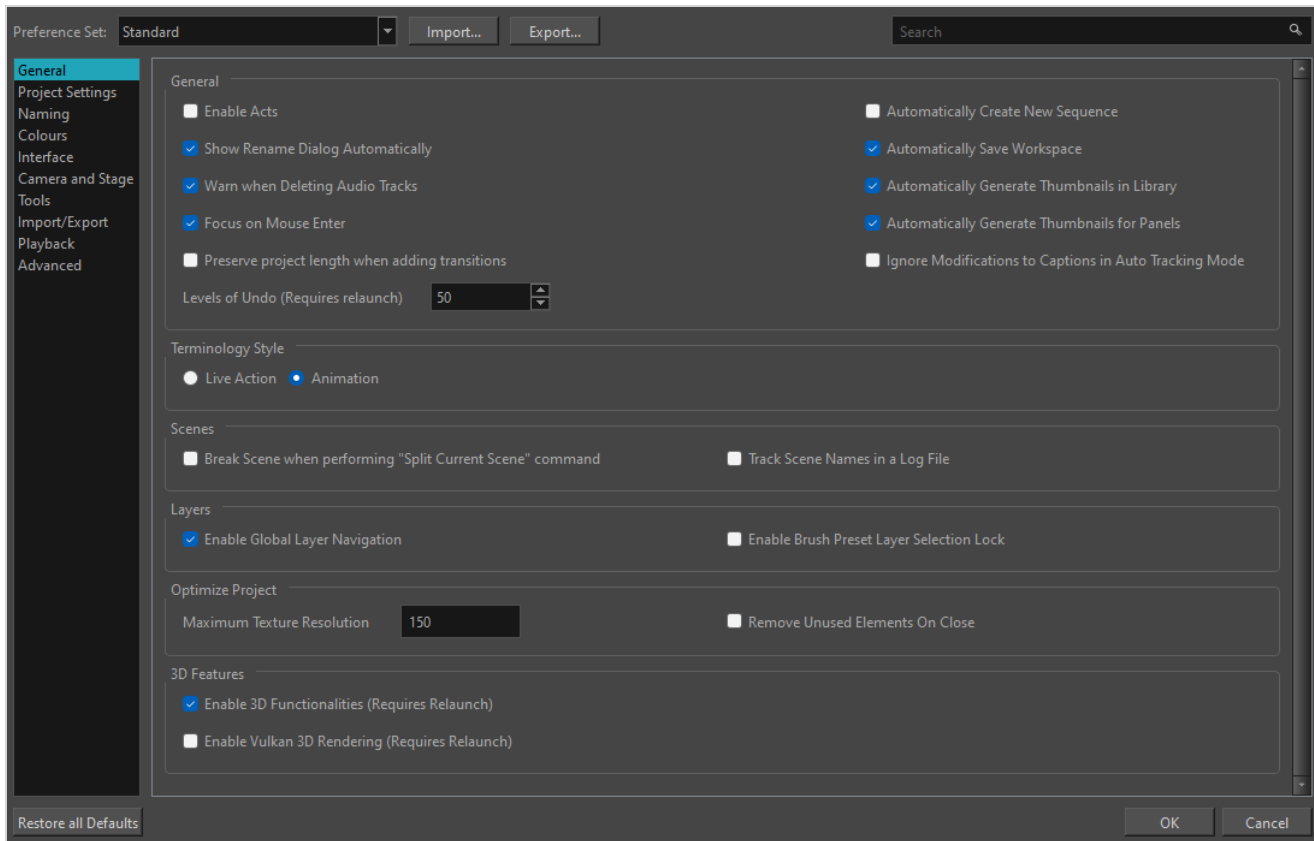 Preference Set: Standard Import... Export... Search
General
Project Settings
Naming
Colours
Interface
Camera and Stage
Tools
Import/Export
Playback
Advanced
General
Enable Acts Automatically Create New Sequence
Show Rename Dialog Automatically Automatically Save Workspace
Warn when Deleting Audio Tracks Automatically Generate Thumbnails in Library
Focus on Mouse Enter Automatically Generate Thumbnails for Panels
Preserve project length when adding transitions Ignore Modifications to Captions in Auto Tracking Mode
Levels of Undo (Requires relaunch) 50
Terminology Style
Live Action Animation
Scenes
Break Scene when performing "Split Current Scene" command Track Scene Names in a Log File
Layers
Enable Global Layer Navigation Enable Brush Preset Layer Selection Lock
Optimize Project
Maximum Texture Resolution 150 Remove Unused Elements On Close
3D Features
Enable 3D Functionalities (Requires Relaunch)
Enable Vulkan 3D Rendering (Requires Relaunch)
Restore all Defaults OK Cancel